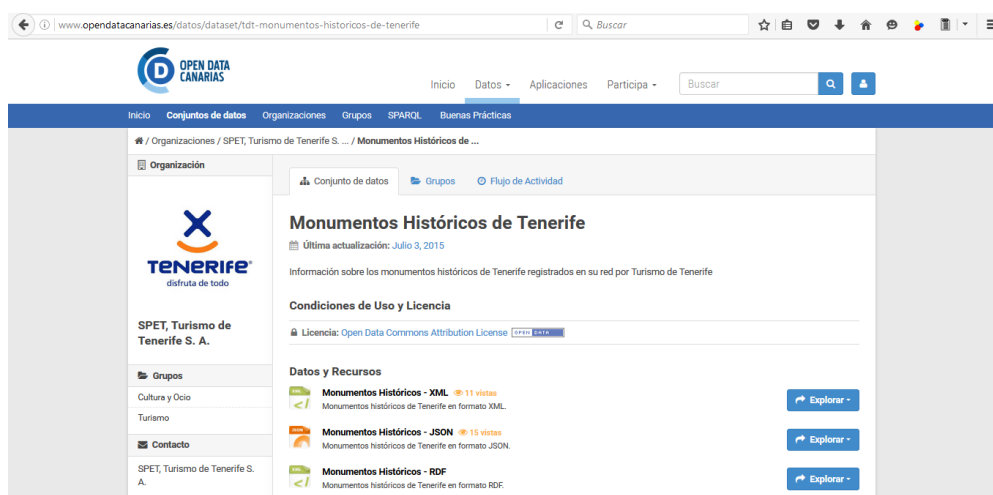 www.opendatacanarias.es/datos/dataset/tdt-monumentos-historicos-de-tenerife
Buscar
OPEN DATA
CANARIAS
Inicio Datos Aplicaciones Participa Buscar
Inicio Conjuntos de datos Organizaciones Grupos SPARQL Buenas Prácticas
/ Organizaciones / SPET, Turismo de Tenerife S. ... / Monumentos Históricos de ...
Organización
Conjunto de datos Grupos Flujo de Actividad
Monumentos Históricos de Tenerife
Última actualización: Julio 3, 2015
TENERIFE
disfruta de todo
Información sobre los monumentos históricos de Tenerife registrados en su red por Turismo de Tenerife
Condiciones de Uso y Licencia
Licencia: Open Data Commons Attribution License OPEN DATA
SPET, Turismo de
Tenerife S. A.
Datos y Recursos
Grupos
Cultura y Ocio
Turismo
Contacto
SPET, Turismo de Tenerife S.
A.
XML
Monumentos Históricos - XML 11 vistas
Monumentos históricos de Tenerife en formato XML.
Explorar
JSON
Monumentos Históricos - JSON 15 vistas
Monumentos históricos de Tenerife en formato JSON.
Explorar
XML
Monumentos Históricos - RDF
Monumentos históricos de Tenerife en formato RDF.
Explorar